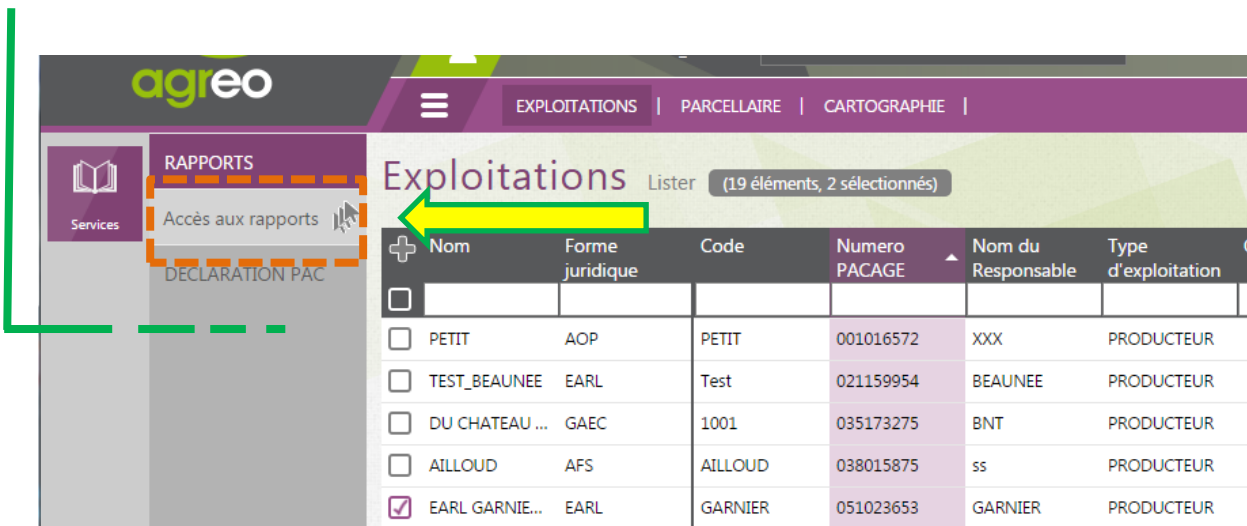 agreo
EXPLOITATIONS | PARCELLAIRE | CARTOGRAPHIE |
Services
RAPPORTS
Accès aux rapports
DECLARATION PAC
Exploitations Lister (19 éléments, 2 sélectionnés)
Nom Forme juridique Code Numero PACAGE Nom du Responsable Type d'exploitation
PETIT AOP PETIT 001016572 XXX PRODUCTEUR
TEST_BEAUNEE EARL Test 021159954 BEAUNEE PRODUCTEUR
DU CHATEAU ... GAEC 1001 035173275 BNT PRODUCTEUR
AILLOUD AFS AILLOUD 038015875 ss PRODUCTEUR
EARL GARNIE... EARL GARNIER 051023653 GARNIER PRODUCTEUR